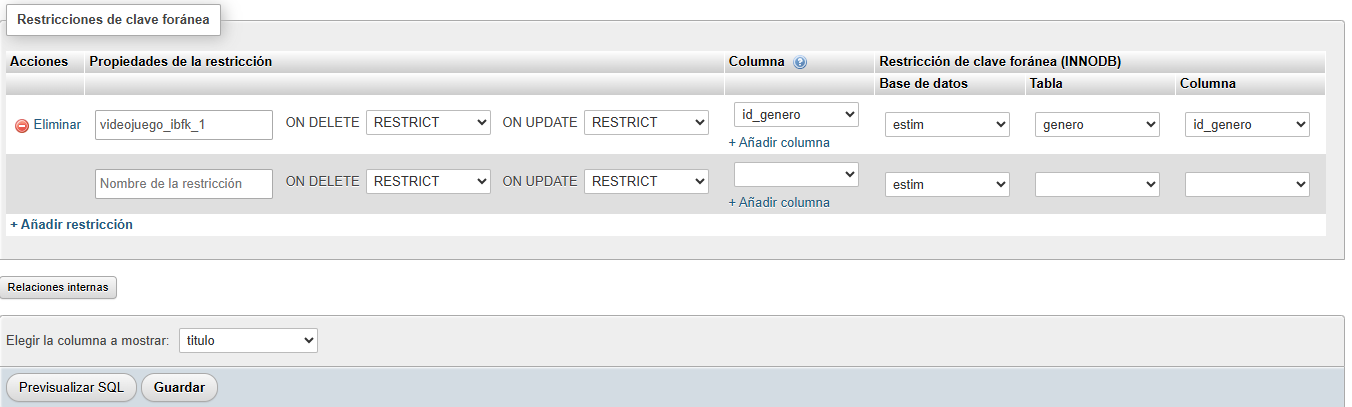 Restricciones de clave foránea
Acciones Propiedades de la restricción Columna Restricción de clave foránea (INNODB)
Base de datos Tabla Columna
Eliminar videojuego_ibfk_1 ON DELETE RESTRICT ON UPDATE RESTRICT id_genero estim genero id_genero
+ Añadir columna
Nombre de la restricción ON DELETE RESTRICT ON UPDATE RESTRICT estim
+ Añadir columna
+ Añadir restricción
Relaciones internas
Elegir la columna a mostrar: titulo
Previsualizar SQL Guardar